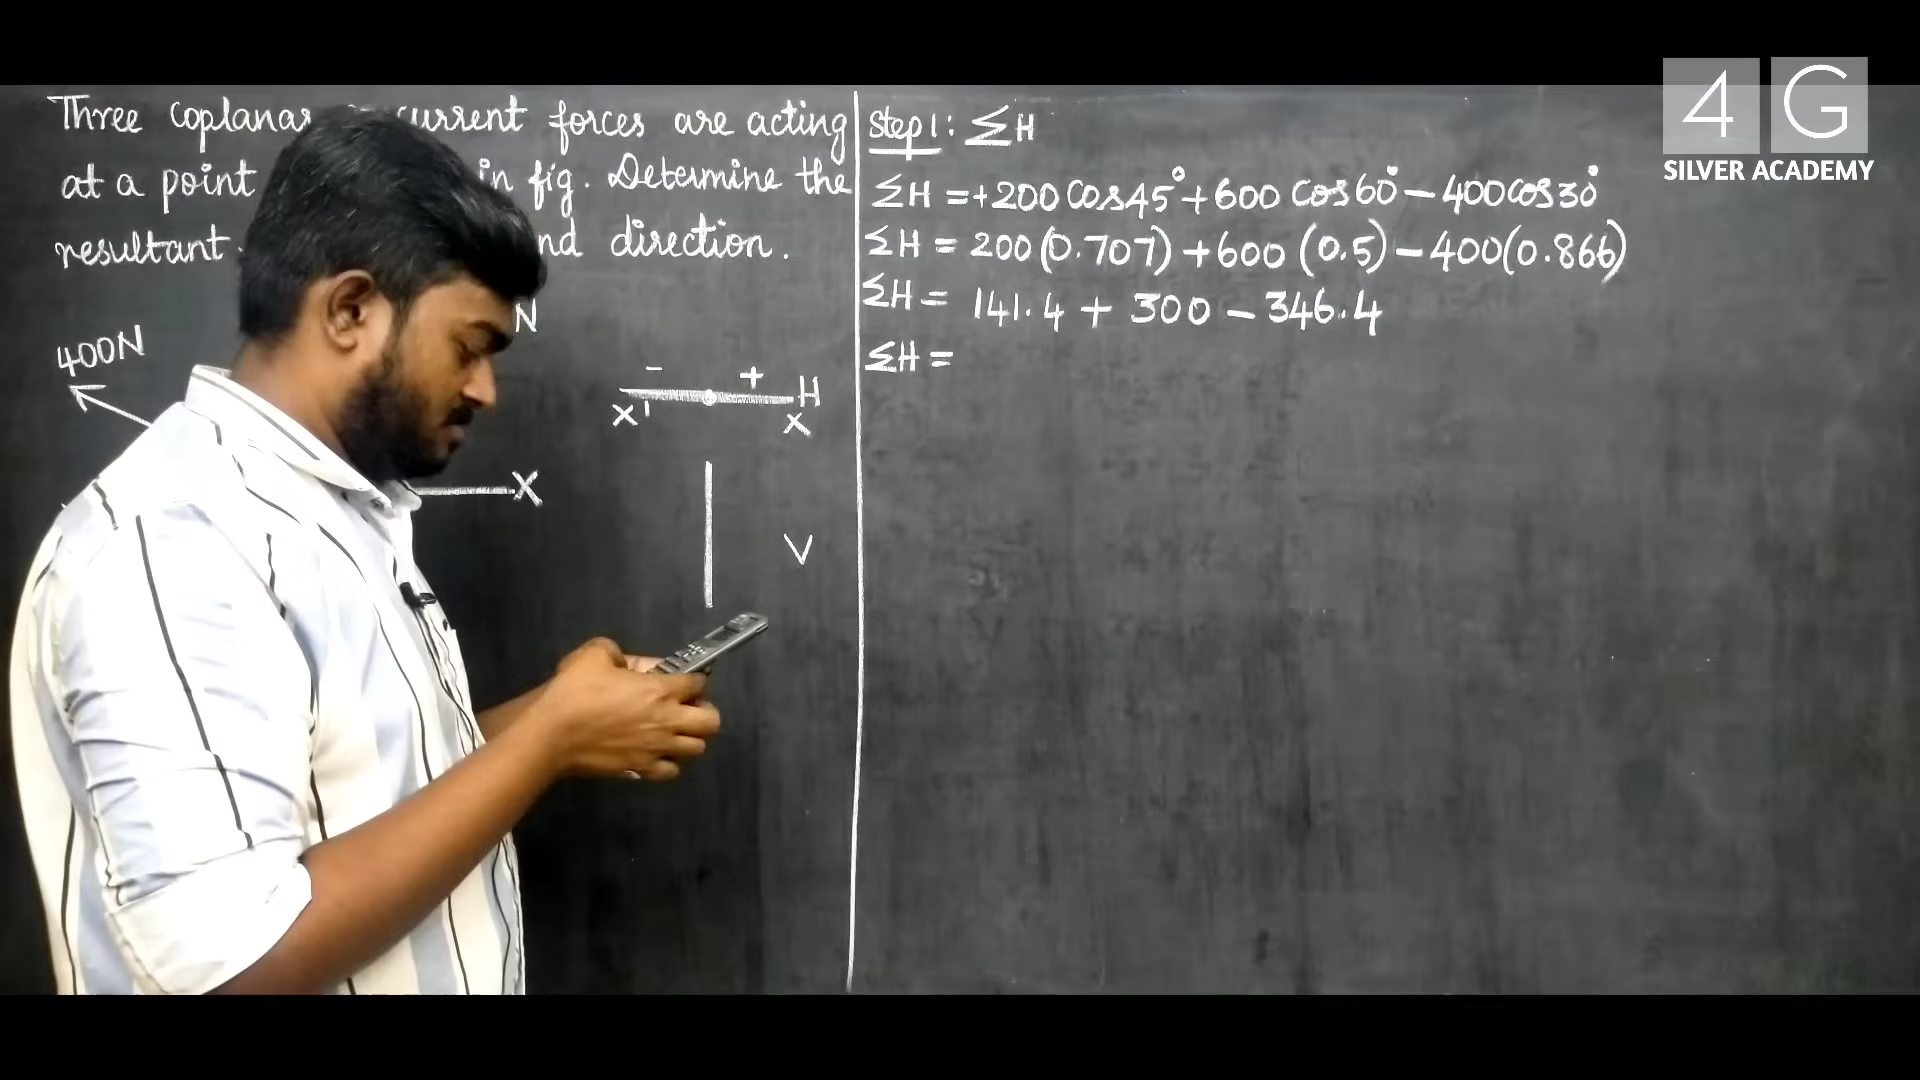 Three coplanar current forces are acting
at a point in fig. Determine the
resultant. nd direction.
N
400N
- +
H
X' X
X
V
Step 1: ΣH
ΣH = +200 cos45° + 600 cos60° - 400cos30°
ΣH = 200(0.707) + 600 (0.5) - 400(0.866)
ΣH = 141.4 + 300 - 346.4
ΣH =
4G
SILVER ACADEMY